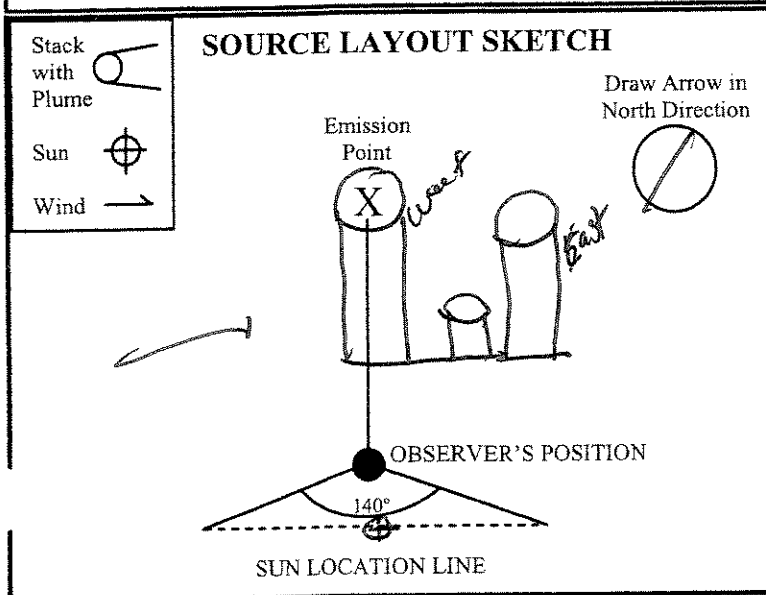 SOURCE LAYOUT SKETCH
Stack
with
Plume
Sun
Wind
Draw Arrow in
North Direction
Emission
Point
X
West
East
OBSERVER'S POSITION
140°
SUN LOCATION LINE